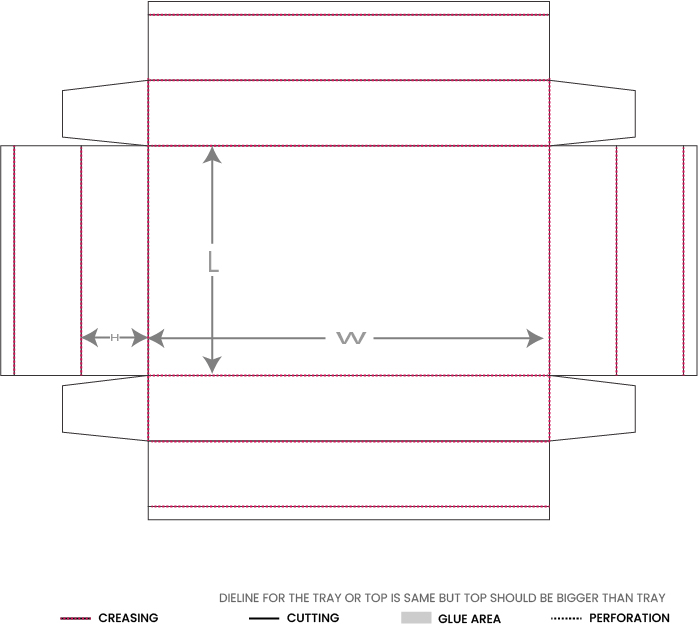 L
H
W
DIELINE FOR THE TRAY OR TOP IS SAME BUT TOP SHOULD BE BIGGER THAN TRAY
CREASING CUTTING GLUE AREA PERFORATION